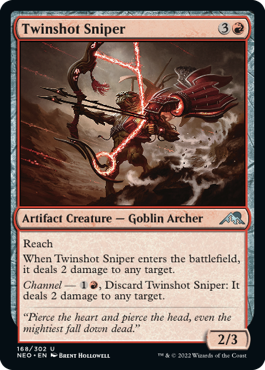 Twinshot Sniper 3
Artifact Creature — Goblin Archer
Reach
When Twinshot Sniper enters the battlefield,
it deals 2 damage to any target.
Channel — 1, Discard Twinshot Sniper: It
deals 2 damage to any target.
“Pierce the heart and pierce the head, even the
mightiest fall down dead.”
2/3
168/302 U
NEO • EN Brent Hollowell ™ & © 2022 Wizards of the Coast